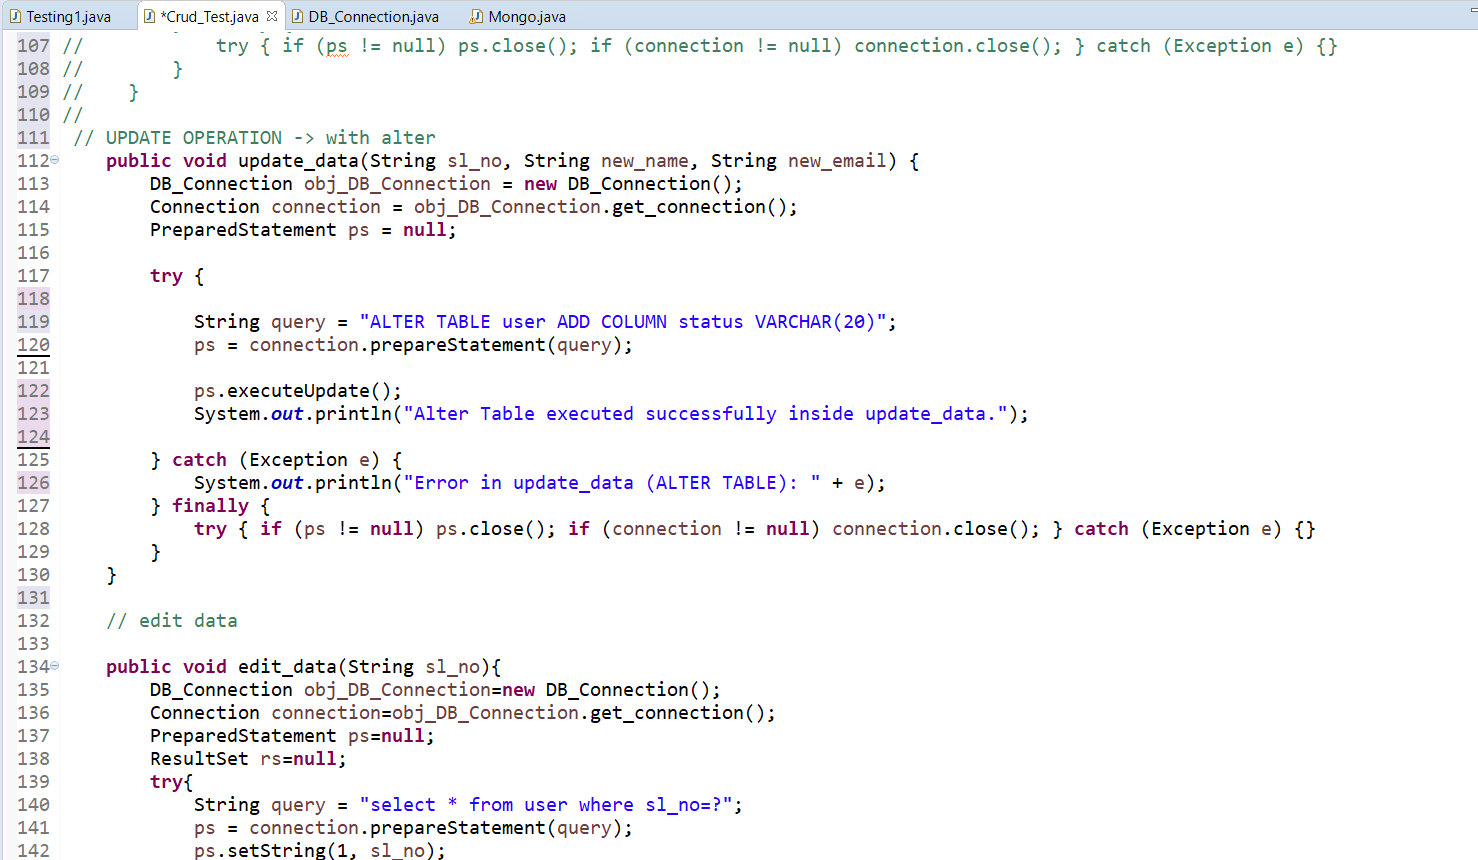 Testing1.java *Crud_Test.java DB_Connection.java Mongo.java
107 // try { if (ps != null) ps.close(); if (connection != null) connection.close(); } catch (Exception e) {}
108 // }
109 // }
110 //
111 // UPDATE OPERATION -> with alter
112 public void update_data(String sl_no, String new_name, String new_email) {
113 DB_Connection obj_DB_Connection = new DB_Connection();
114 Connection connection = obj_DB_Connection.get_connection();
115 PreparedStatement ps = null;
116
117 try {
118
119 String query = "ALTER TABLE user ADD COLUMN status VARCHAR(20)";
120 ps = connection.prepareStatement(query);
121
122 ps.executeUpdate();
123 System.out.println("Alter Table executed successfully inside update_data.");
124
125 } catch (Exception e) {
126 System.out.println("Error in update_data (ALTER TABLE): " + e);
127 } finally {
128 try { if (ps != null) ps.close(); if (connection != null) connection.close(); } catch (Exception e) {}
129 }
130 }
131
132 // edit data
133
134 public void edit_data(String sl_no){
135 DB_Connection obj_DB_Connection=new DB_Connection();
136 Connection connection=obj_DB_Connection.get_connection();
137 PreparedStatement ps=null;
138 ResultSet rs=null;
139 try{
140 String query = "select * from user where sl_no=?";
141 ps = connection.prepareStatement(query);
142 ps.setString(1, sl_no);